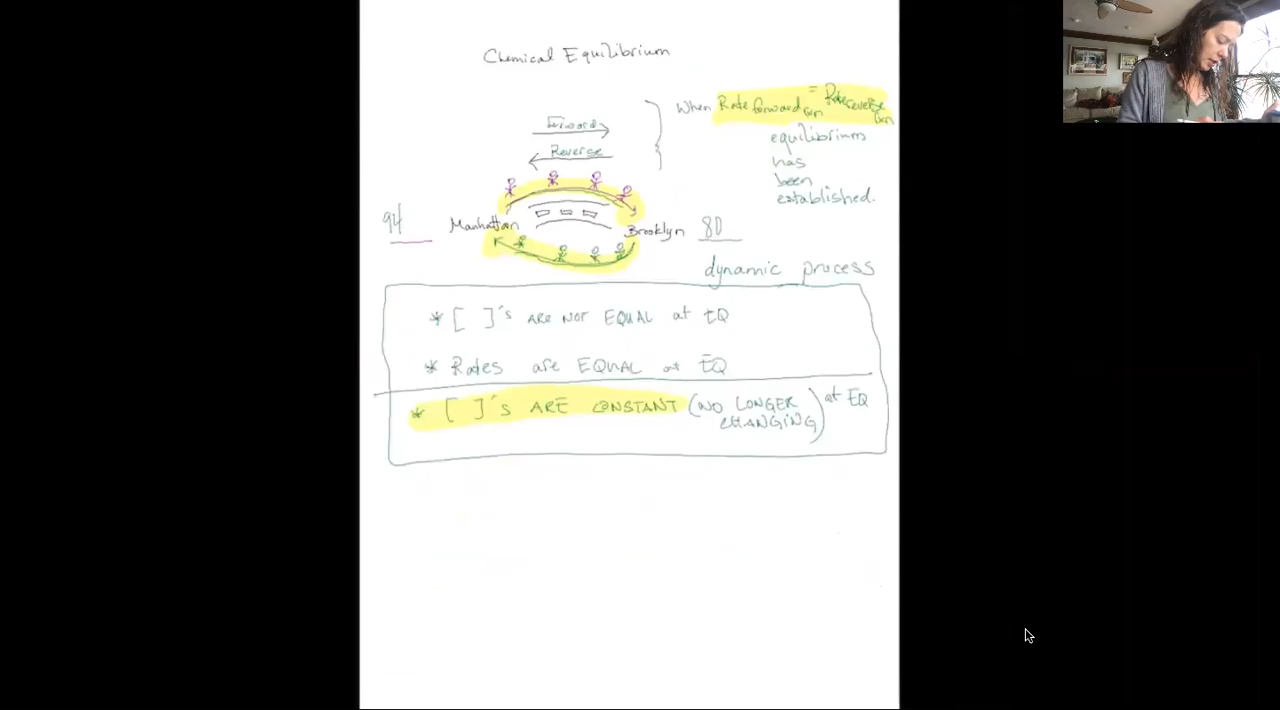 Chemical Equilibrium
When Rate forward rxn = Rate reverse rxn
equilibrium
has
been
established.
Forward
Reverse
94 Manhattan Brooklyn 80
dynamic process
* [ ]'s ARE NOT EQUAL at EQ
* Rates are EQUAL at EQ
* [ ]'s ARE CONSTANT (NO LONGER CHANGING) at EQ